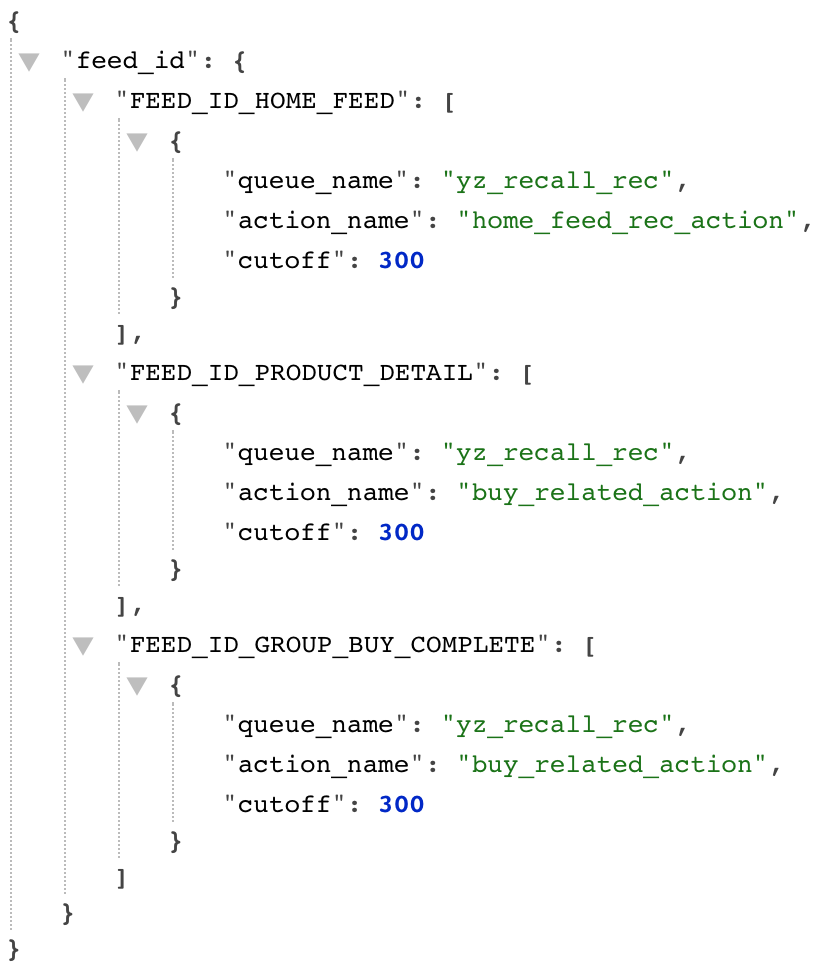 {
"feed_id": {
"FEED_ID_HOME_FEED": [
{
"queue_name": "yz_recall_rec",
"action_name": "home_feed_rec_action",
"cutoff": 300
}
],
"FEED_ID_PRODUCT_DETAIL": [
{
"queue_name": "yz_recall_rec",
"action_name": "buy_related_action",
"cutoff": 300
}
],
"FEED_ID_GROUP_BUY_COMPLETE": [
{
"queue_name": "yz_recall_rec",
"action_name": "buy_related_action",
"cutoff": 300
}
]
}
}